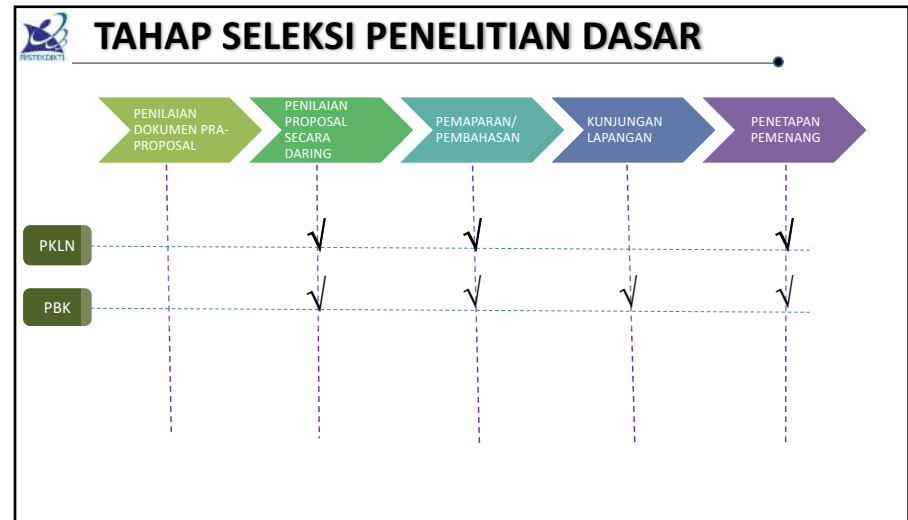 RISTEKDIKTI
TAHAP SELEKSI PENELITIAN DASAR
PENILAIAN
DOKUMEN PRA-
PROPOSAL
PENILAIAN
PROPOSAL
SECARA
DARING
PEMAPARAN/
PEMBAHASAN
KUNJUNGAN
LAPANGAN
PENETAPAN
PEMENANG
PKLN
√ √ √
PBK
√ √ √ √